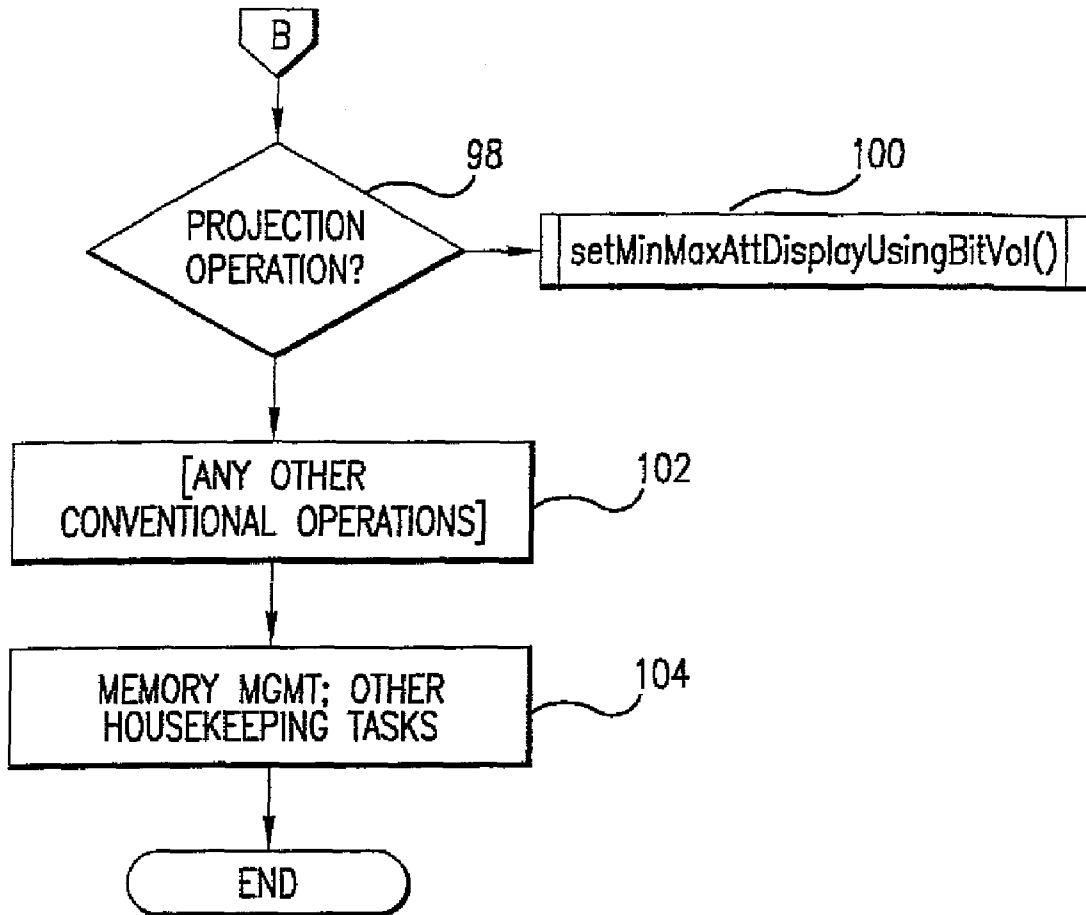 B
98
PROJECTION
OPERATION?
100
setMinMaxAttDisplayUsingBitVol()
[ANY OTHER
CONVENTIONAL OPERATIONS]
102
MEMORY MGMT; OTHER
HOUSEKEEPING TASKS
104
END